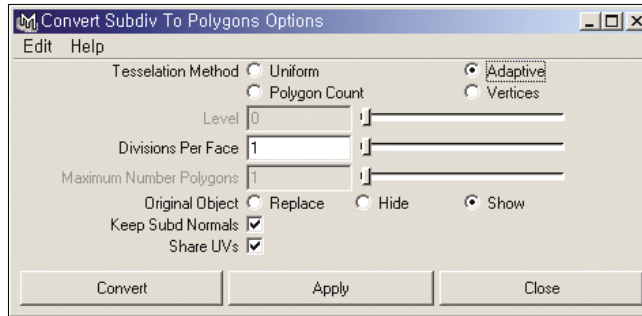 Convert Subdiv To Polygons Options
Edit Help
Tesselation Method Uniform Adaptive
Polygon Count Vertices
Level 0
Divisions Per Face 1
Maximum Number Polygons 1
Original Object Replace Hide Show
Keep Subd Normals
Share UVs
Convert Apply Close